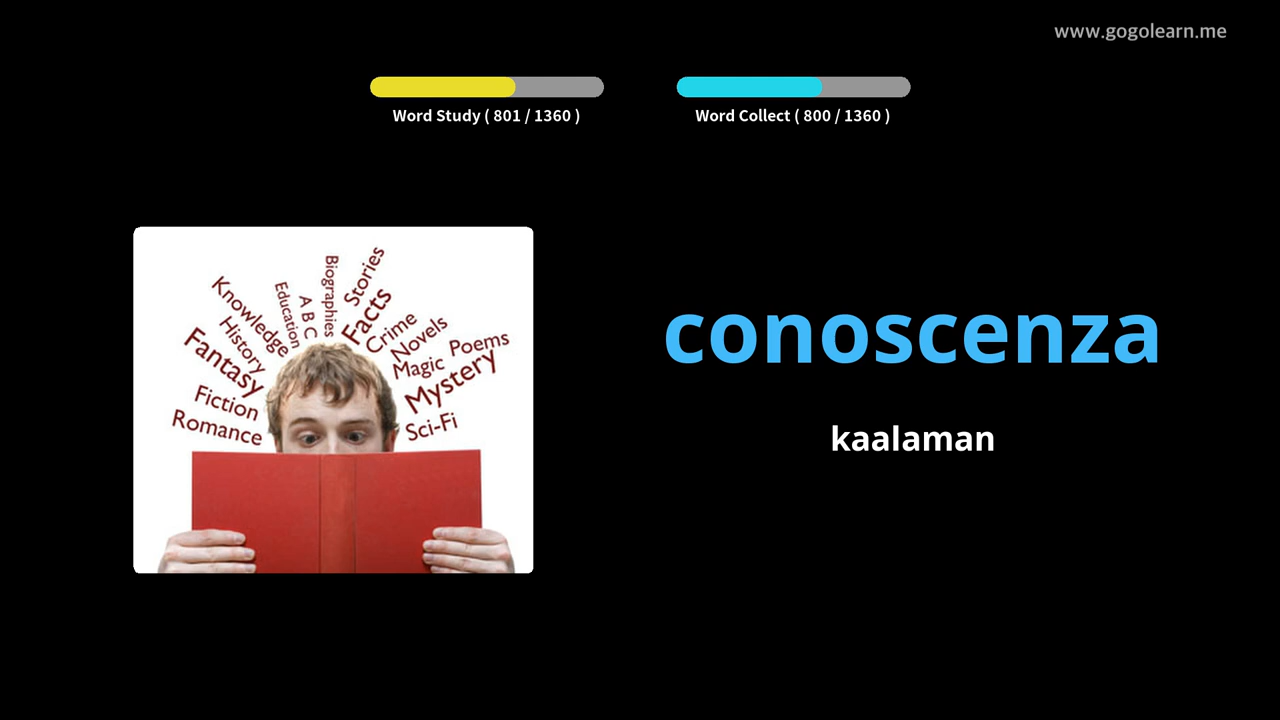 www.gogolearn.me
Word Study ( 801 / 1360 )
Word Collect ( 800 / 1360 )
Knowledge
Education
A B C
Biographies
Stories
History
Facts
Crime
Novels
Fantasy
Magic
Poems
Mystery
Fiction
Romance
Sci-Fi
conoscenza
kaalaman